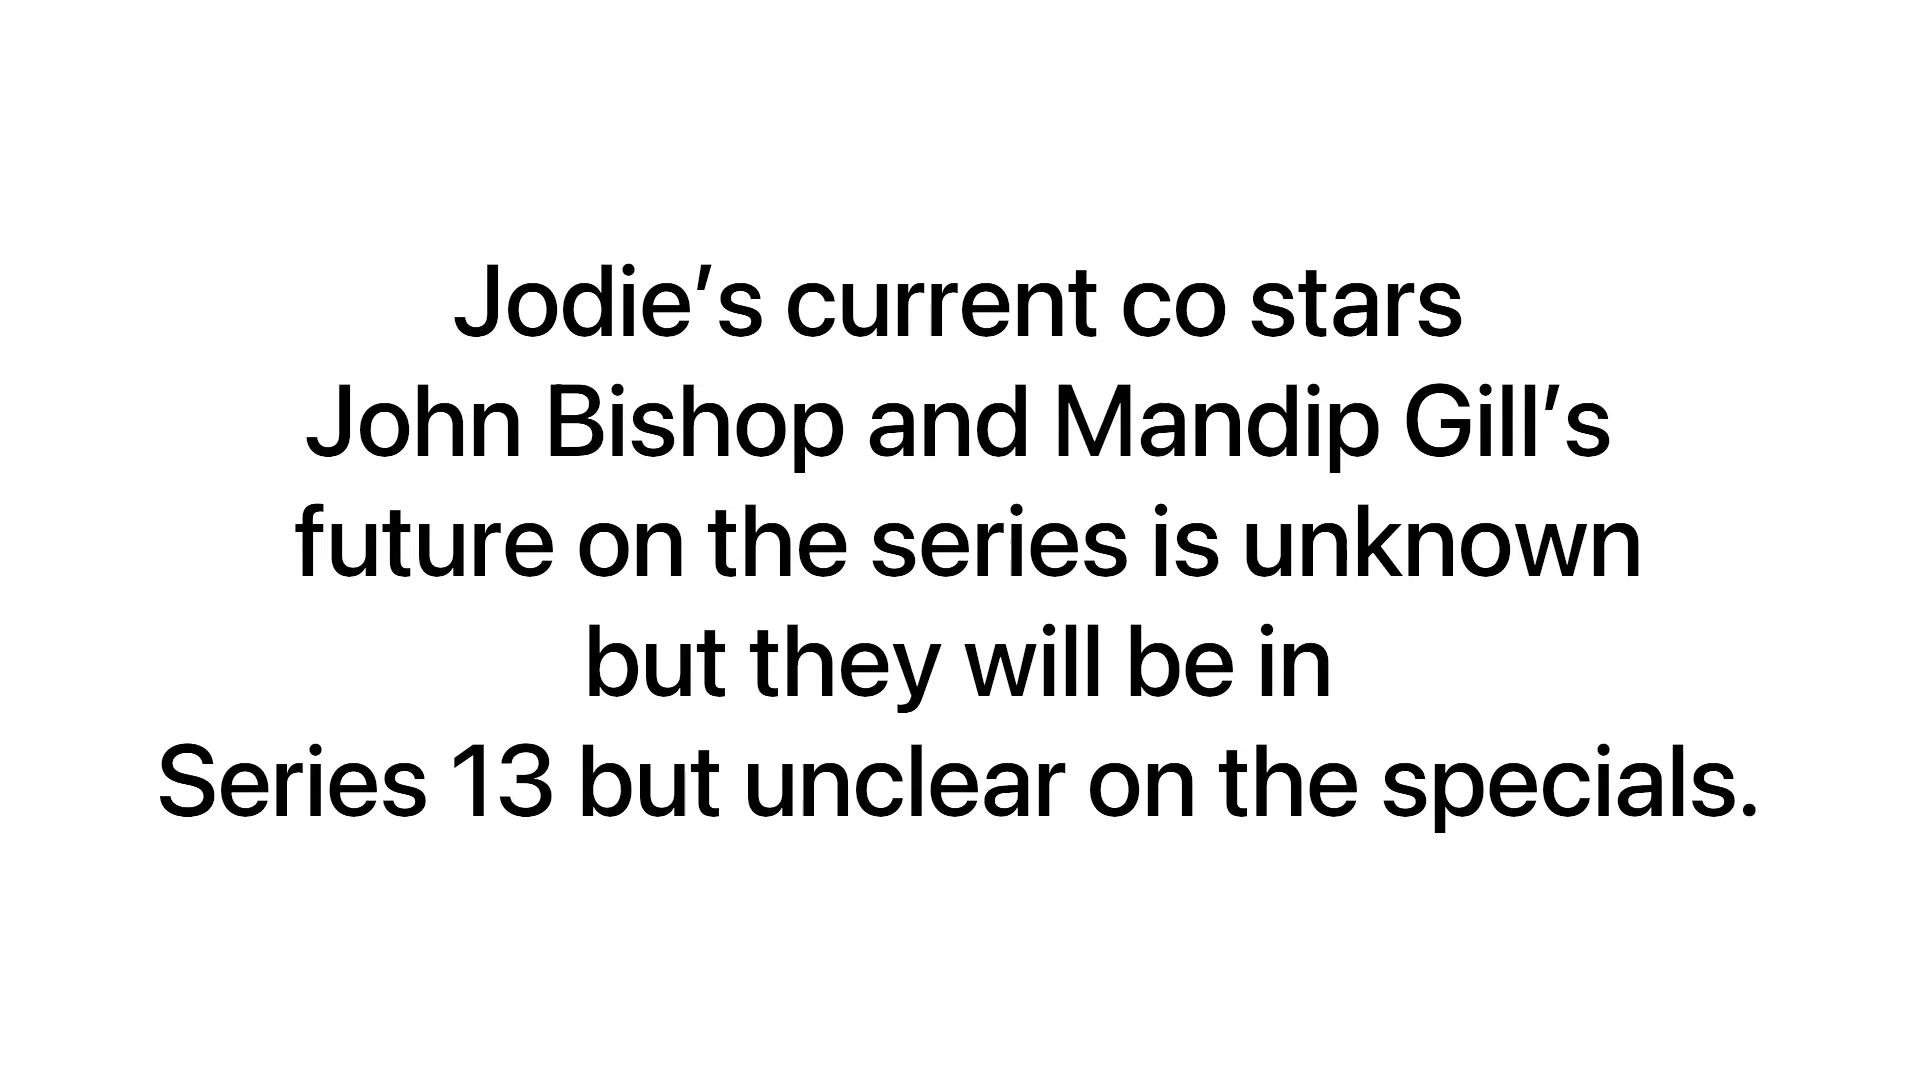 Jodie’s current co stars
John Bishop and Mandip Gill’s
future on the series is unknown
but they will be in
Series 13 but unclear on the specials.